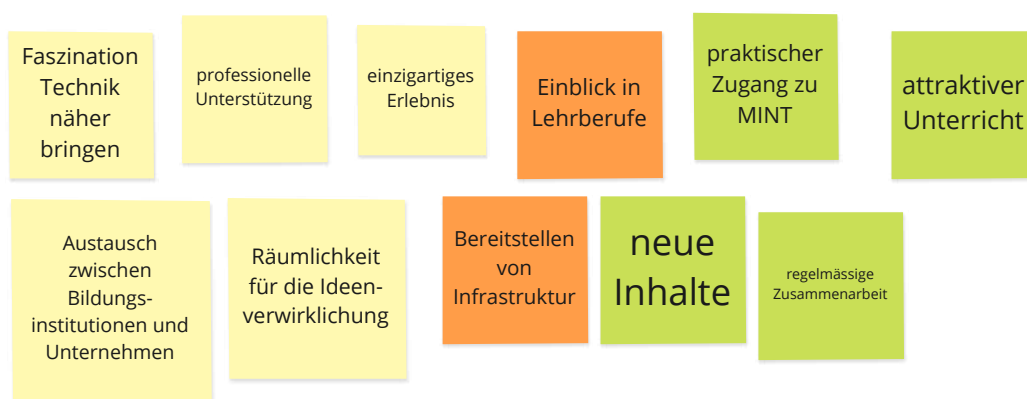 Faszination
Technik
näher
bringen
professionelle
Unterstützung
einzigartiges
Erlebnis
Einblick in
Lehrberufe
praktischer
Zugang zu
MINT
attraktiver
Unterricht
Austausch
zwischen
Bildungs-
institutionen und
Unternehmen
Räumlichkeit
für die Ideen-
verwirklichung
Bereitstellen
von
Infrastruktur
neue
Inhalte
regelmässige
Zusammenarbeit